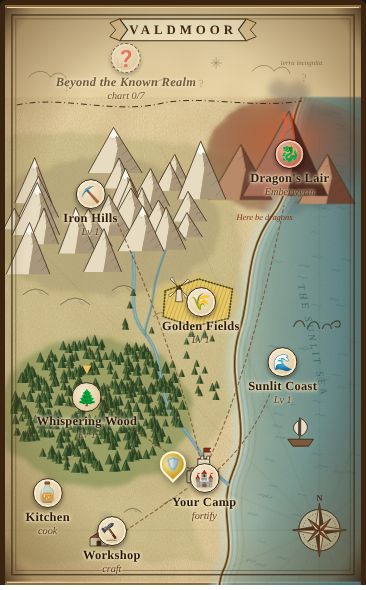 VALDMOOR
?
terra incognita
Beyond the Known Realm ?
?
chart 0/7
Dragon's Lair
Emberwyrm
Iron Hills
Lv 1
Here be dragons
THE SUNLIT SEA
Golden Fields
Lv 1
Sunlit Coast
Lv 1
Whispering Wood
Your Camp
fortify
Kitchen
cook
N
Workshop
craft